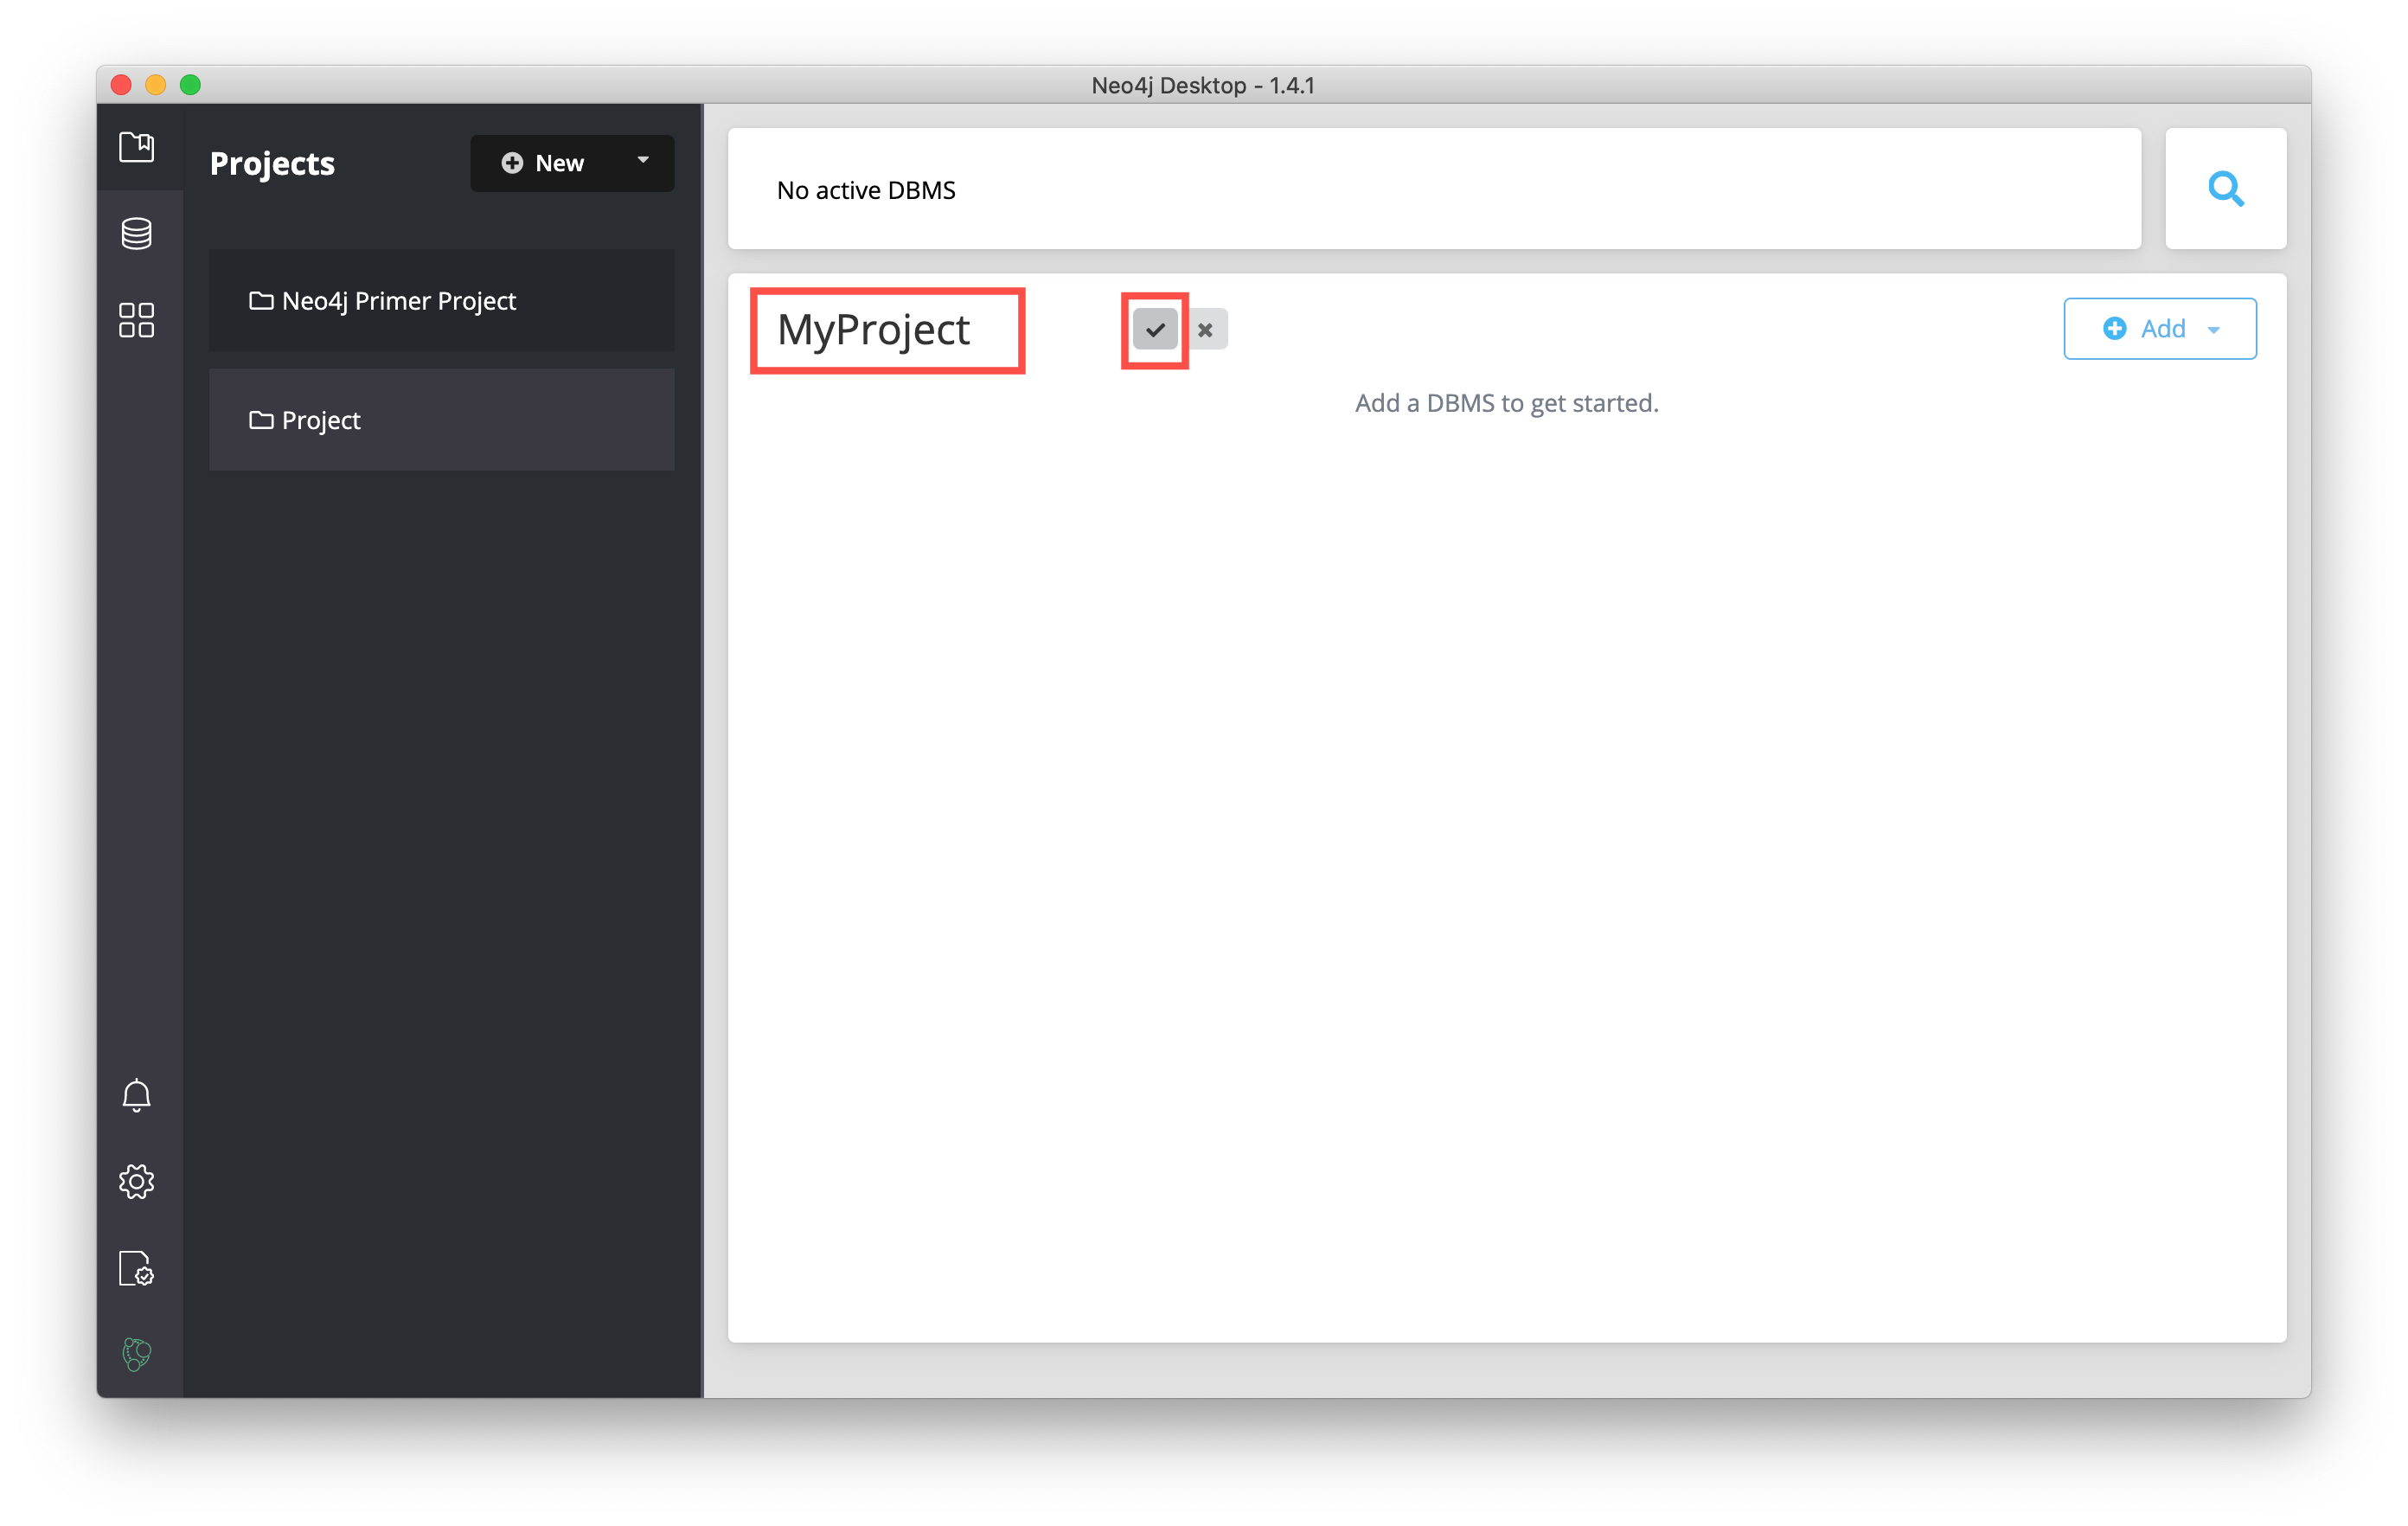 Neo4j Desktop - 1.4.1
Projects
New
Neo4j Primer Project
Project
No active DBMS
MyProject
Add
Add a DBMS to get started.